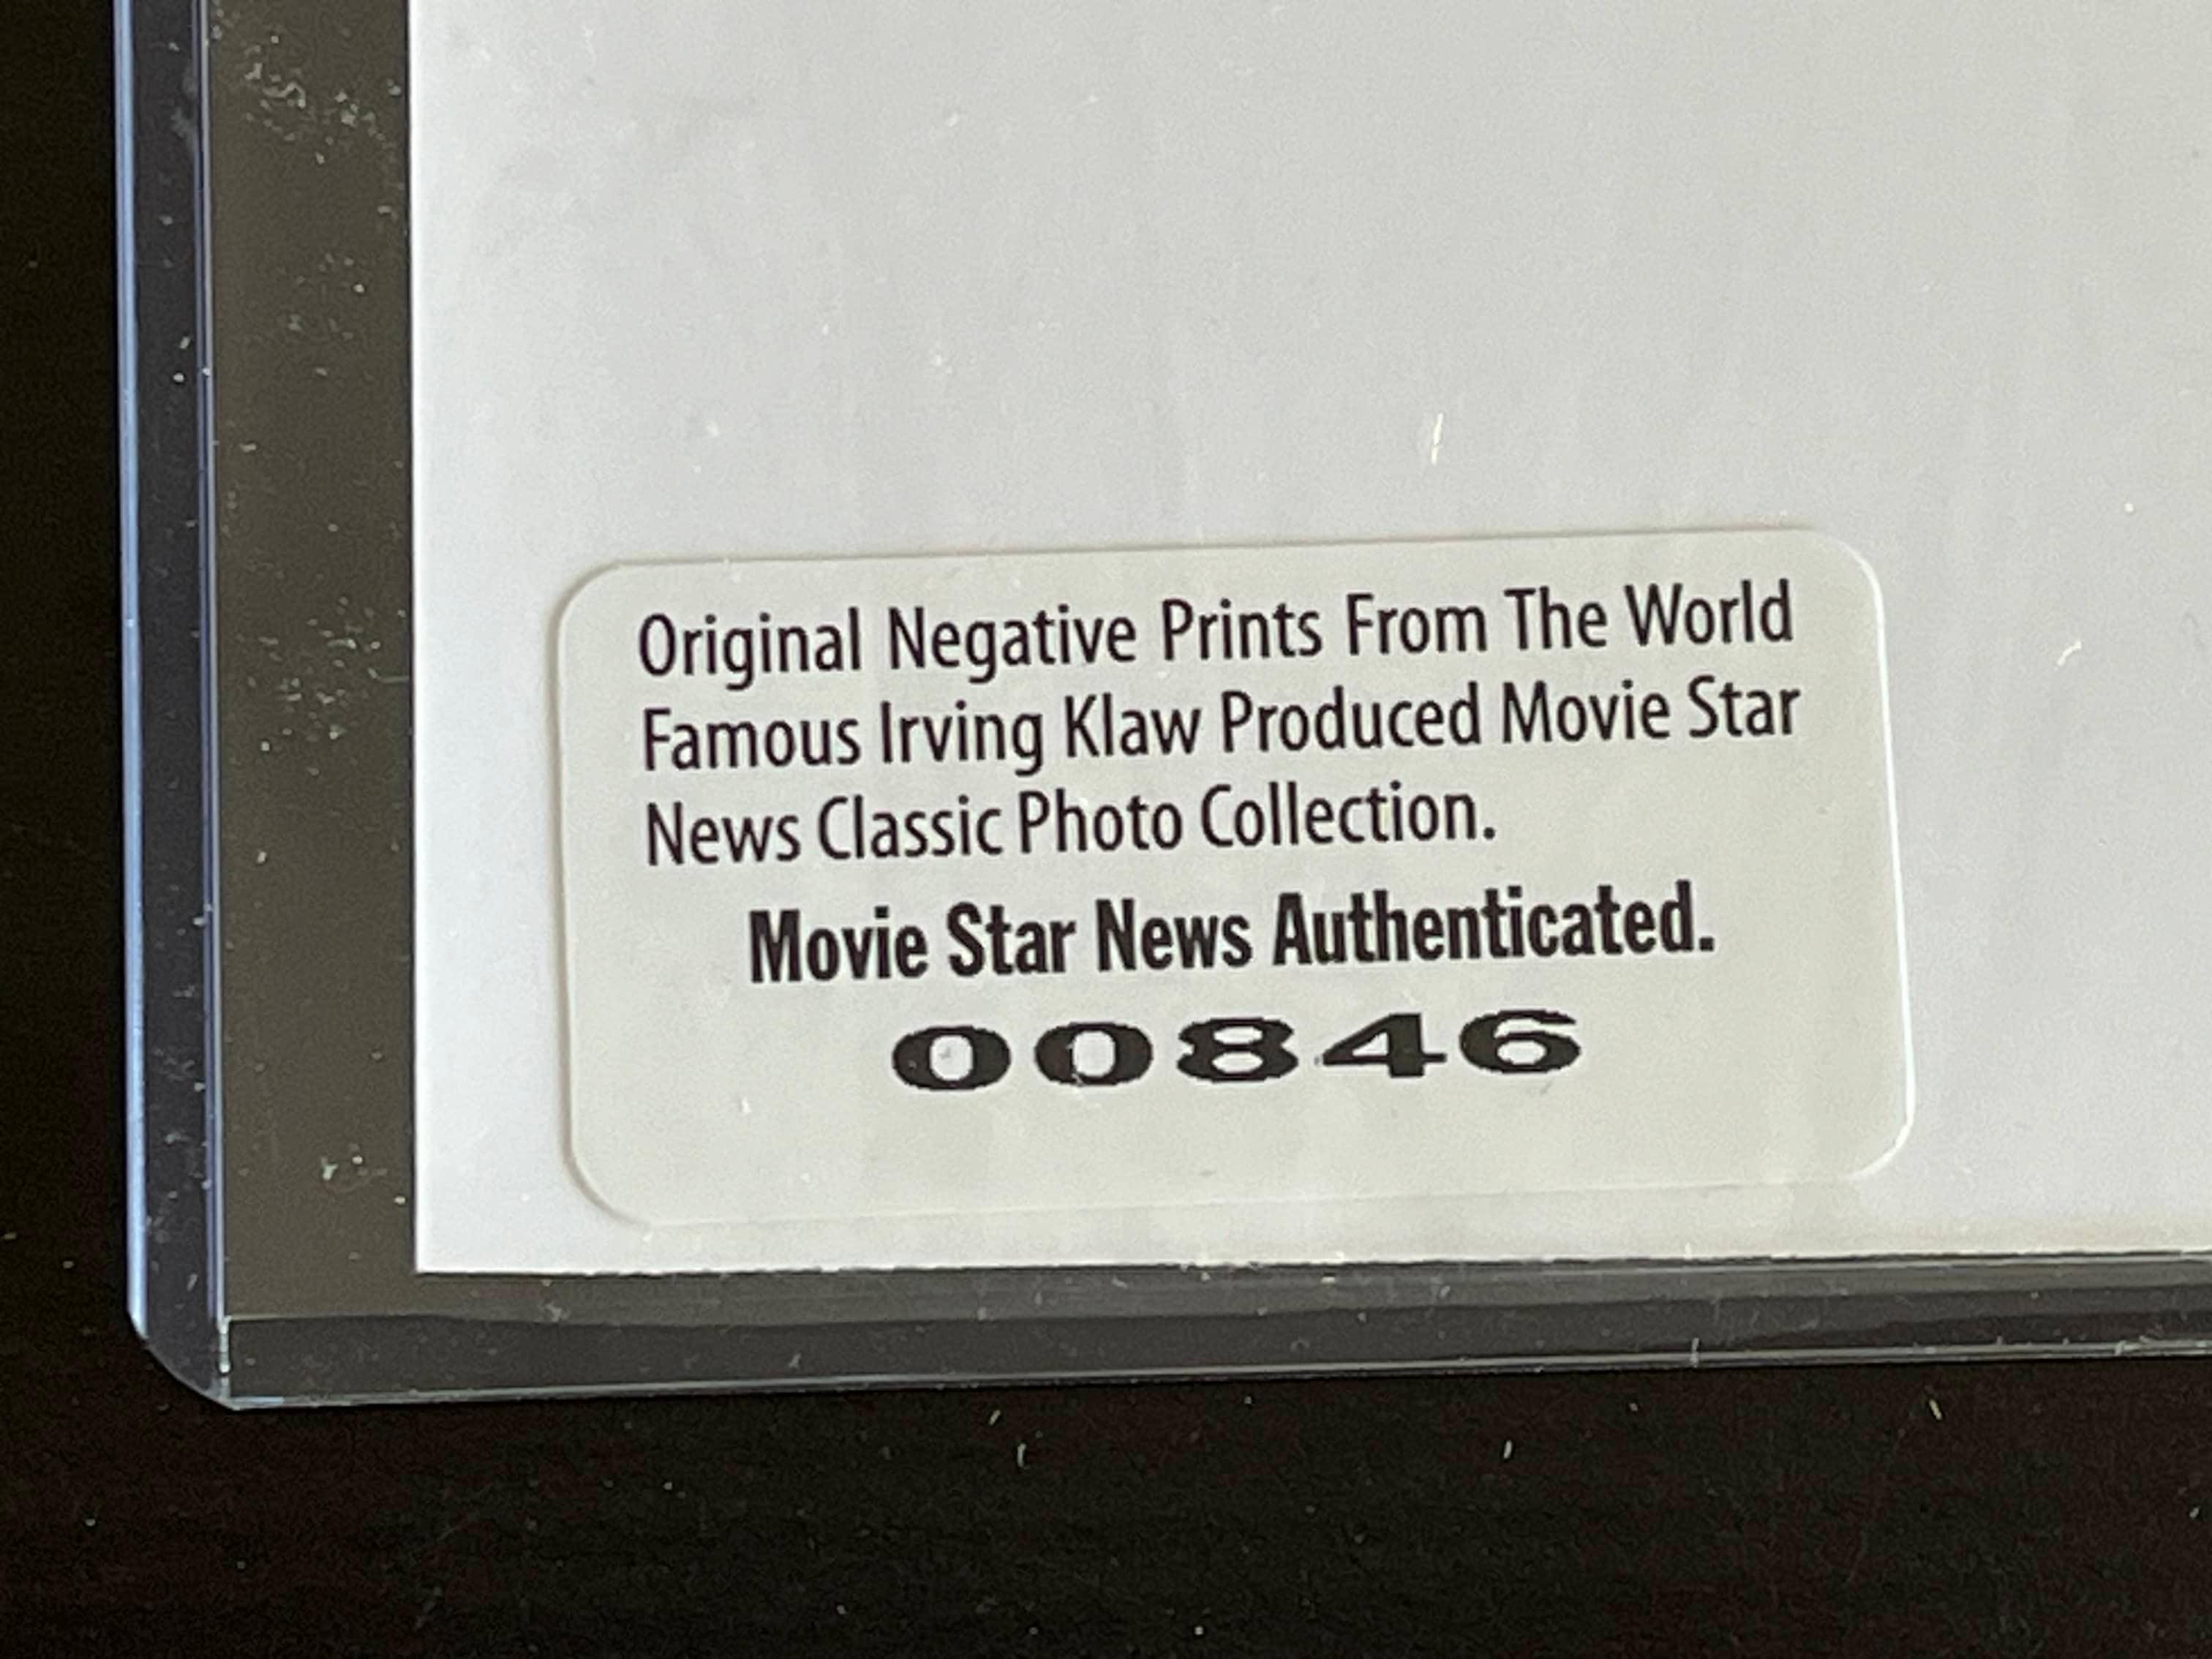 Original Negative Prints From The World
Famous Irving Klaw Produced Movie Star
News Classic Photo Collection.
Movie Star News Authenticated.
00846